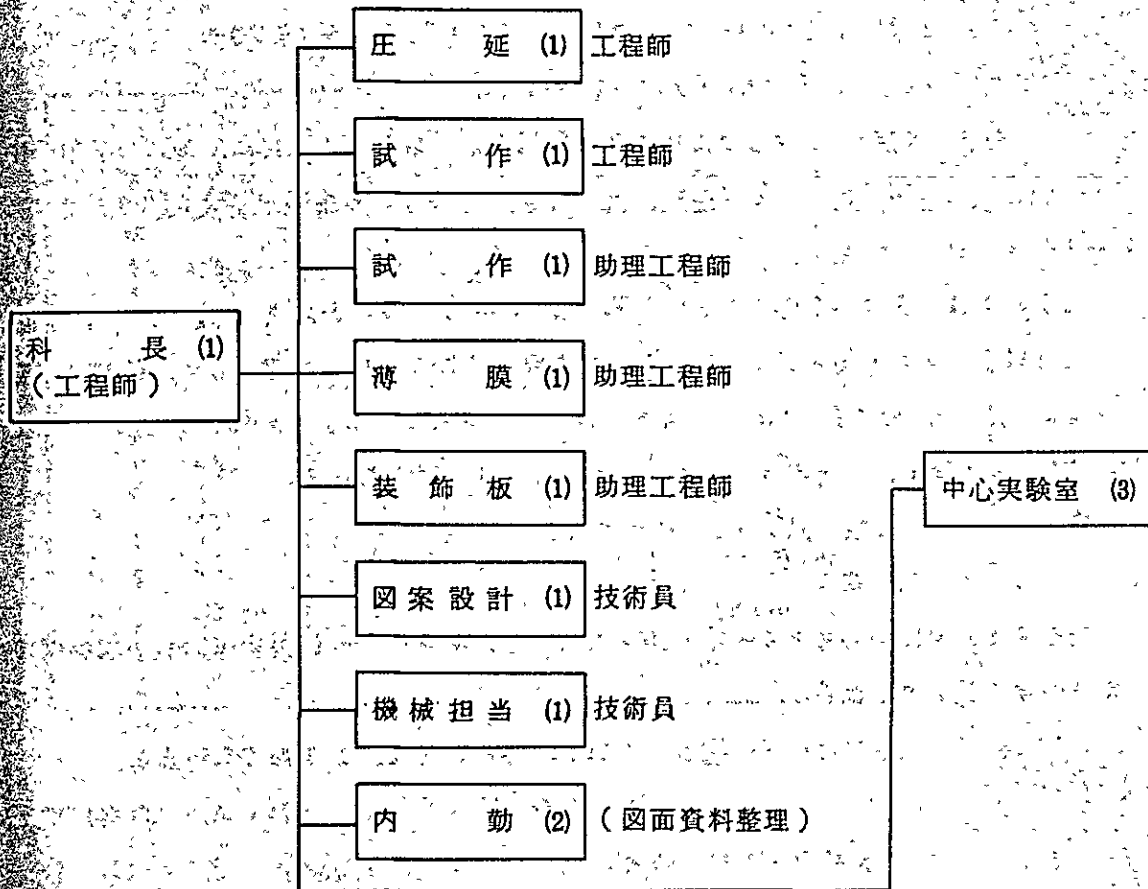 圧延 (1) 工程師
試作 (1) 工程師
試作 (1) 助理工程師
科長 (1)
(工程師)
薄膜 (1) 助理工程師
装飾板 (1) 助理工程師
中心実験室 (3)
図案設計 (1) 技術員
機械担当 (1) 技術員
内勤 (2) (図面資料整理)